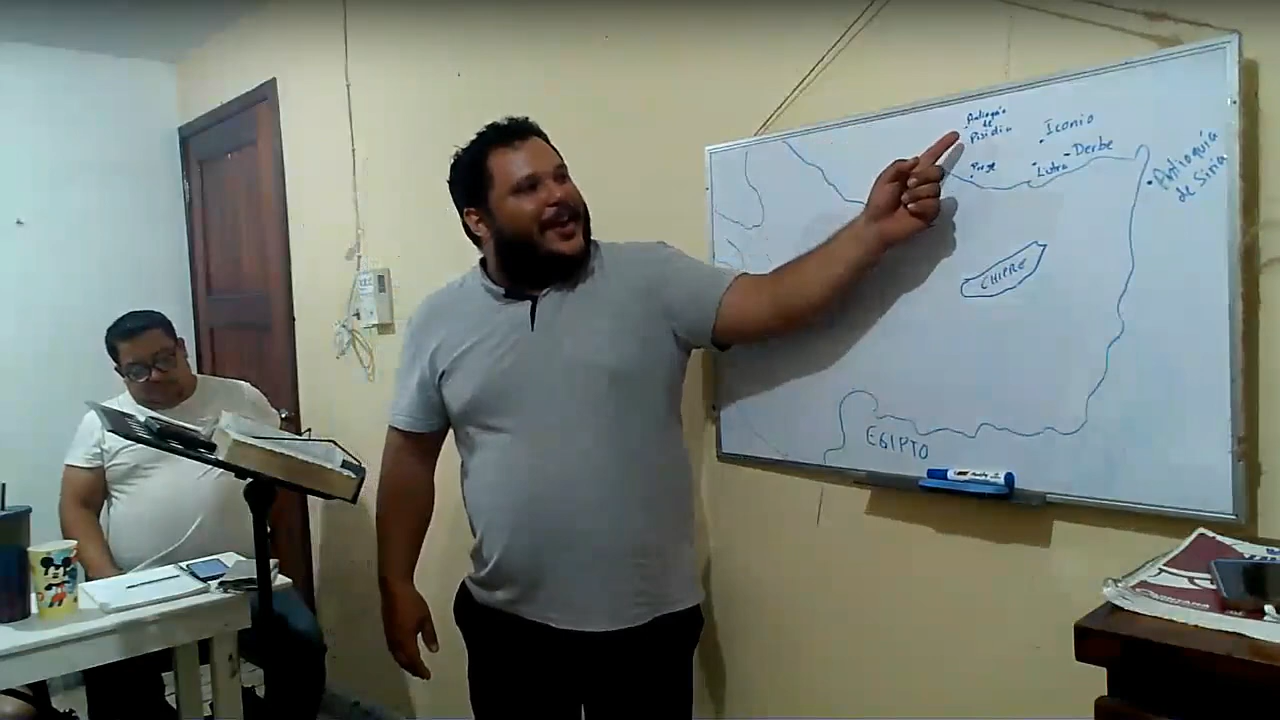 Antioquía
de
Pisidia
Iconio
Derbe
Perge
Listra
Antioquía
de Siria
CHIPRE
EGIPTO